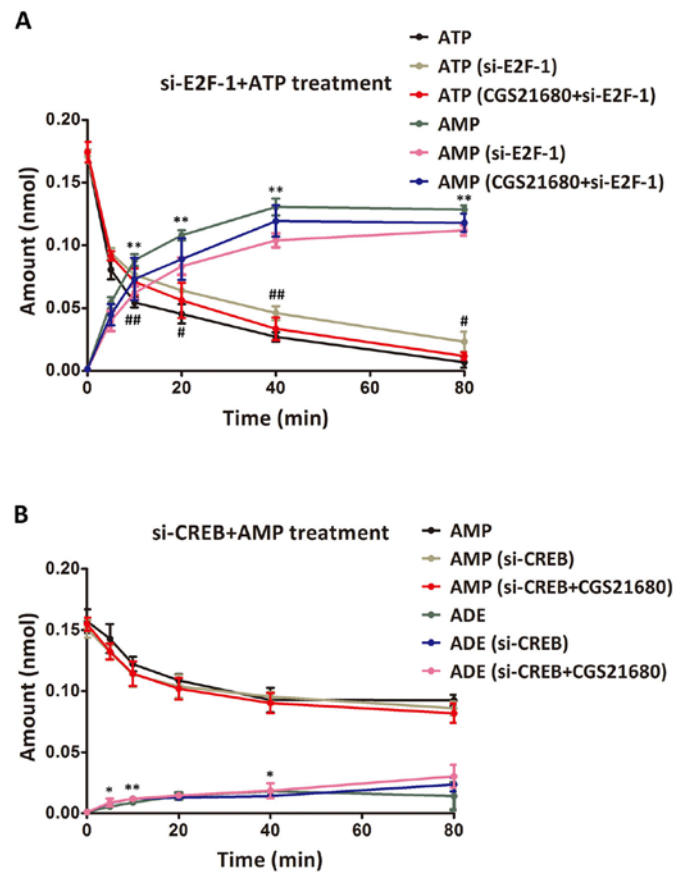 A
ATP
ATP (si-E2F-1)
ATP (CGS21680+si-E2F-1)
AMP
AMP (si-E2F-1)
AMP (CGS21680+si-E2F-1)
si-E2F-1+ATP treatment
Amount (nmol)
0.20
0.15
0.10
0.05
0.00
** ** ** **
## # ## #
0 20 40 60 80
Time (min)
B
si-CREB+AMP treatment
AMP
AMP (si-CREB)
AMP (si-CREB+CGS21680)
ADE
ADE (si-CREB)
ADE (si-CREB+CGS21680)
Amount (nmol)
0.20
0.15
0.10
0.05
0.00
* ** *
0 20 40 60 80
Time (min)